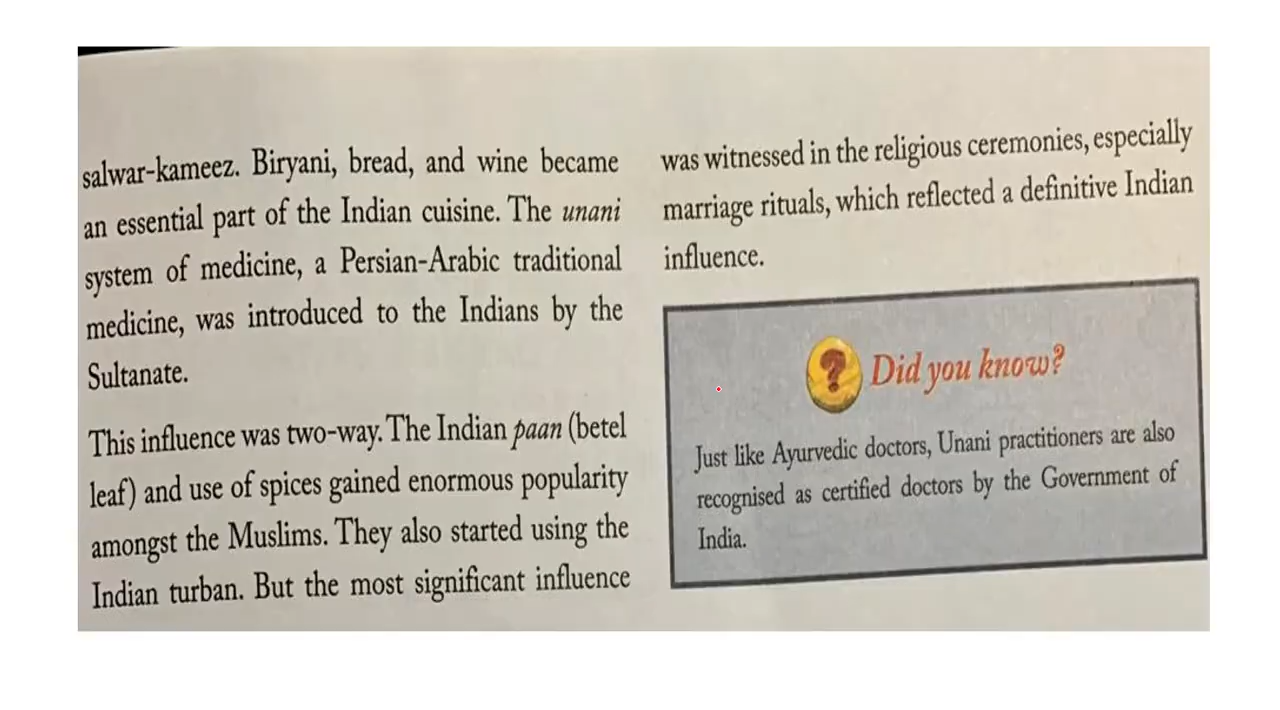 salwar-kameez. Biryani, bread, and wine became
an essential part of the Indian cuisine. The unani
system of medicine, a Persian-Arabic traditional
medicine, was introduced to the Indians by the
Sultanate.
This influence was two-way. The Indian paan (betel
leaf) and use of spices gained enormous popularity
amongst the Muslims. They also started using the
Indian turban. But the most significant influence
was witnessed in the religious ceremonies, especially
marriage rituals, which reflected a definitive Indian
influence.
? Did you know?
Just like Ayurvedic doctors, Unani practitioners are also
recognised as certified doctors by the Government of
India.